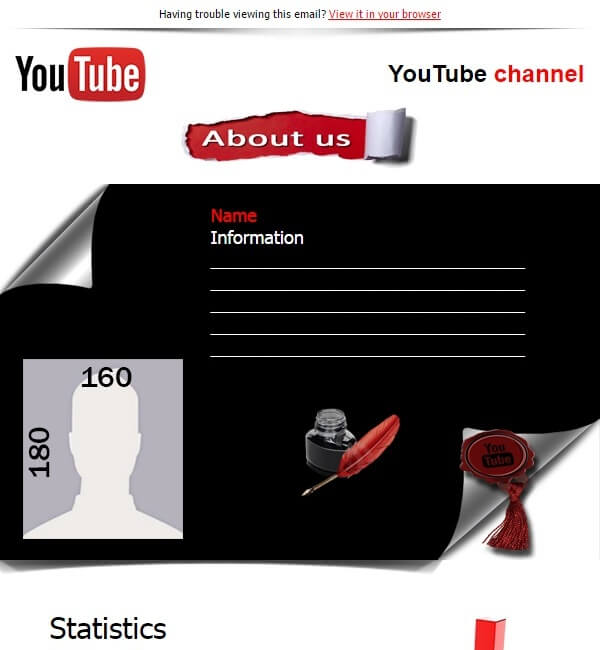 Having trouble viewing this email? View it in your browser
YouTube
YouTube channel
About us
Name
Information
160
180
You
Tube
Statistics